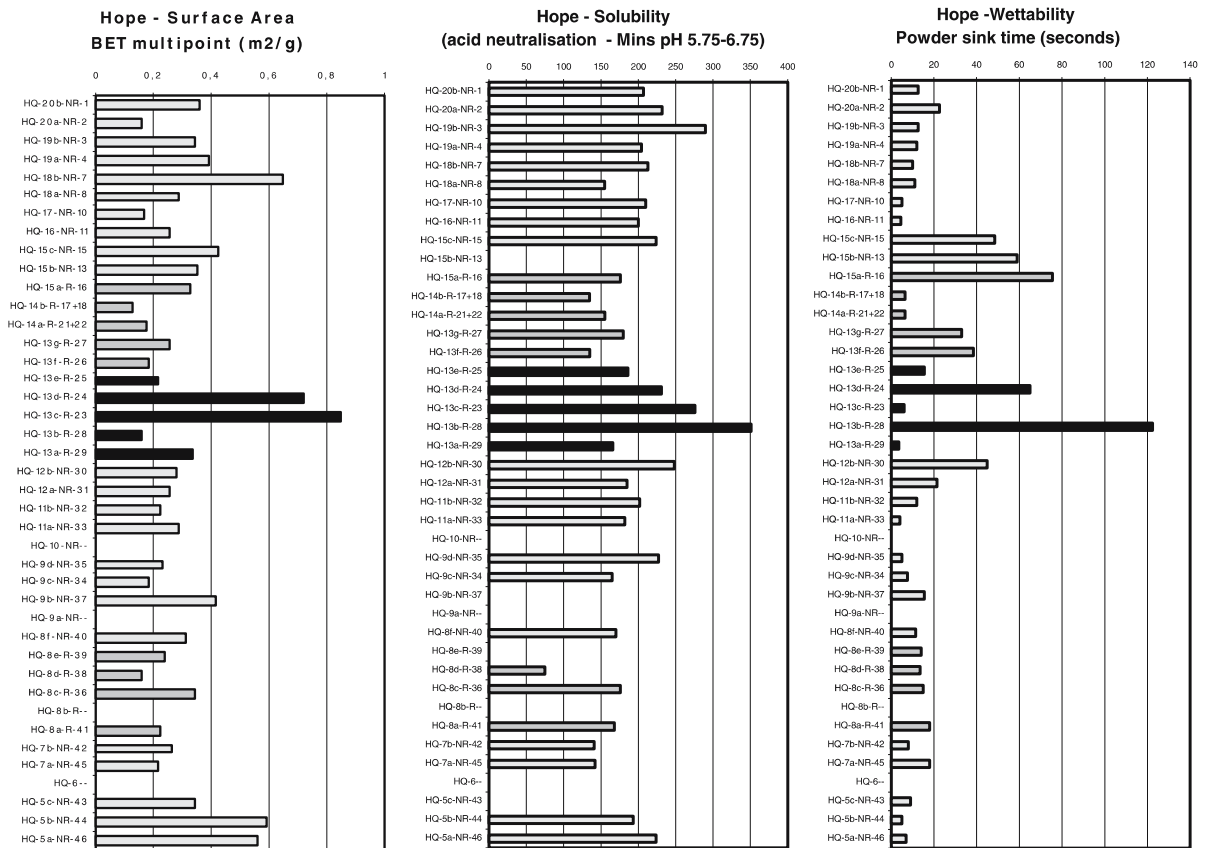 Hope - Surface Area
BET multipoint (m2/g)
0 0,2 0,4 0,6 0,8 1
HQ-20b-NR-1
HQ-20a-NR-2
HQ-19b-NR-3
HQ-19a-NR-4
HQ-18b-NR-7
HQ-18a-NR-8
HQ-17-NR-10
HQ-16-NR-11
HQ-15c-NR-15
HQ-15b-NR-13
HQ-15a-R-16
HQ-14b-R-17+18
HQ-14a-R-21+22
HQ-13g-R-27
HQ-13f-R-26
HQ-13e-R-25
HQ-13d-R-24
HQ-13c-R-23
HQ-13b-R-28
HQ-13a-R-29
HQ-12b-NR-30
HQ-12a-NR-31
HQ-11b-NR-32
HQ-11a-NR-33
HQ-10-NR--
HQ-9d-NR-35
HQ-9c-NR-34
HQ-9b-NR-37
HQ-9a-NR--
HQ-8f-NR-40
HQ-8e-R-39
HQ-8d-R-38
HQ-8c-R-36
HQ-8b-R--
HQ-8a-R-41
HQ-7b-NR-42
HQ-7a-NR-45
HQ-6--
HQ-5c-NR-43
HQ-5b-NR-44
HQ-5a-NR-46
Hope - Solubility
(acid neutralisation - Mins pH 5.75-6.75)
0 50 100 150 200 250 300 350 400
HQ-20b-NR-1
HQ-20a-NR-2
HQ-19b-NR-3
HQ-19a-NR-4
HQ-18b-NR-7
HQ-18a-NR-8
HQ-17-NR-10
HQ-16-NR-11
HQ-15c-NR-15
HQ-15b-NR-13
HQ-15a-R-16
HQ-14b-R-17+18
HQ-14a-R-21+22
HQ-13g-R-27
HQ-13f-R-26
HQ-13e-R-25
HQ-13d-R-24
HQ-13c-R-23
HQ-13b-R-28
HQ-13a-R-29
HQ-12b-NR-30
HQ-12a-NR-31
HQ-11b-NR-32
HQ-11a-NR-33
HQ-10-NR--
HQ-9d-NR-35
HQ-9c-NR-34
HQ-9b-NR-37
HQ-9a-NR--
HQ-8f-NR-40
HQ-8e-R-39
HQ-8d-R-38
HQ-8c-R-36
HQ-8b-R--
HQ-8a-R-41
HQ-7b-NR-42
HQ-7a-NR-45
HQ-6--
HQ-5c-NR-43
HQ-5b-NR-44
HQ-5a-NR-46
Hope -Wettability
Powder sink time (seconds)
0 20 40 60 80 100 120 140
HQ-20b-NR-1
HQ-20a-NR-2
HQ-19b-NR-3
HQ-19a-NR-4
HQ-18b-NR-7
HQ-18a-NR-8
HQ-17-NR-10
HQ-16-NR-11
HQ-15c-NR-15
HQ-15b-NR-13
HQ-15a-R-16
HQ-14b-R-17+18
HQ-14a-R-21+22
HQ-13g-R-27
HQ-13f-R-26
HQ-13e-R-25
HQ-13d-R-24
HQ-13c-R-23
HQ-13b-R-28
HQ-13a-R-29
HQ-12b-NR-30
HQ-12a-NR-31
HQ-11b-NR-32
HQ-11a-NR-33
HQ-10-NR--
HQ-9d-NR-35
HQ-9c-NR-34
HQ-9b-NR-37
HQ-9a-NR--
HQ-8f-NR-40
HQ-8e-R-39
HQ-8d-R-38
HQ-8c-R-36
HQ-8b-R--
HQ-8a-R-41
HQ-7b-NR-42
HQ-7a-NR-45
HQ-6--
HQ-5c-NR-43
HQ-5b-NR-44
HQ-5a-NR-46